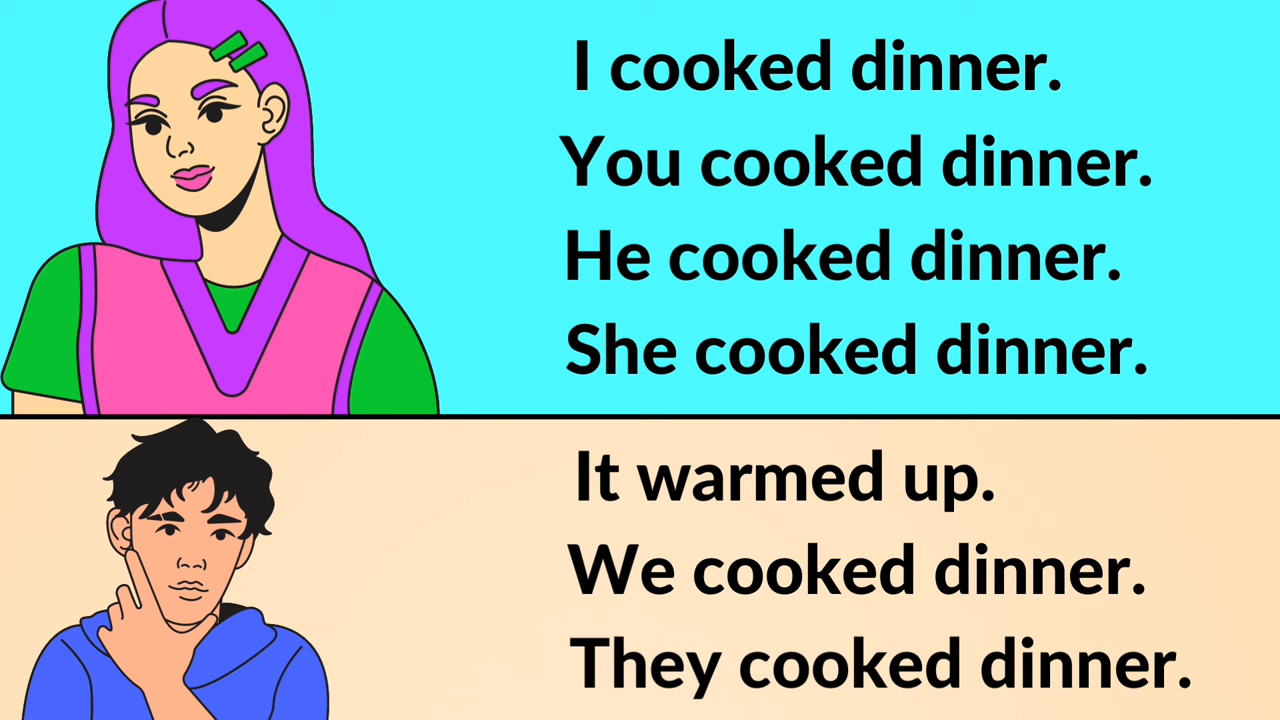 I cooked dinner.
You cooked dinner.
He cooked dinner.
She cooked dinner.
It warmed up.
We cooked dinner.
They cooked dinner.